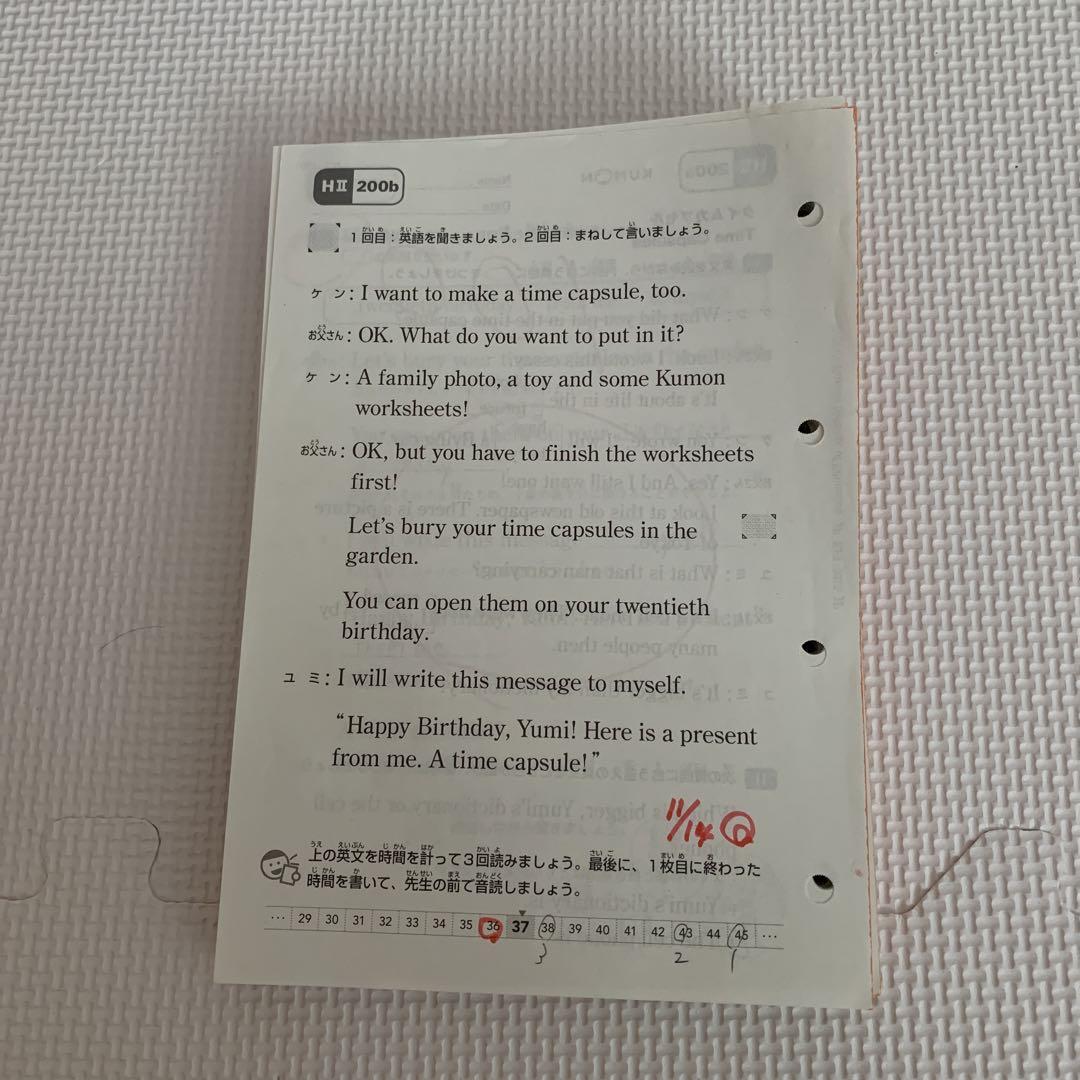 HⅡ 200b
1回目：英語を聞きましょう。2回目：まねして言いましょう。
ケン：I want to make a time capsule, too.
お父さん：OK. What do you want to put in it?
ケン：A family photo, a toy and some Kumon
worksheets!
お父さん：OK, but you have to finish the worksheets
first!
Let's bury your time capsules in the
garden.
You can open them on your twentieth
birthday.
ユミ：I will write this message to myself.
“Happy Birthday, Yumi! Here is a present
from me. A time capsule!”
11/14
上の英文を時間を計って3回読みましょう。最後に、1枚目に終わった
時間を書いて、先生の前で音読しましょう。
… 29 30 31 32 33 34 35 36 37 38 39 40 41 42 43 44 45 …
3 2 1